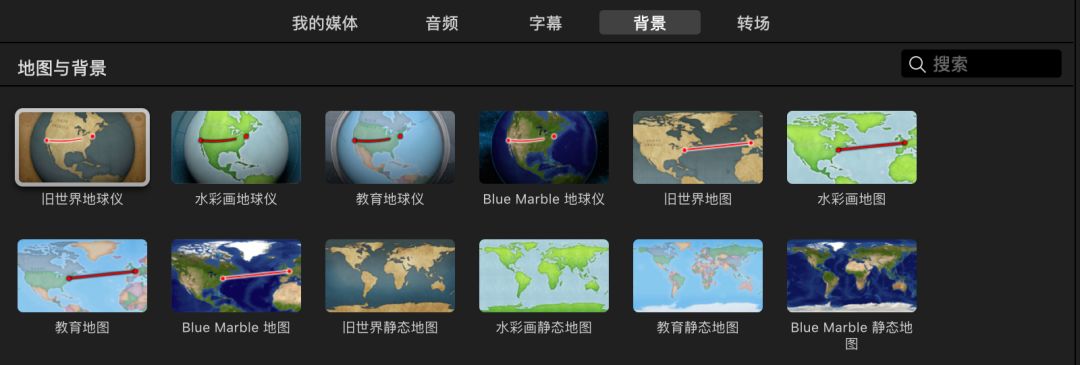 我的媒体 音频 字幕 背景 转场
地图与背景 搜索
旧世界地球仪 水彩画地球仪 教育地球仪 Blue Marble 地球仪 旧世界地图 水彩画地图
教育地图 Blue Marble 地图 旧世界静态地图 水彩画静态地图 教育静态地图 Blue Marble 静态地
图